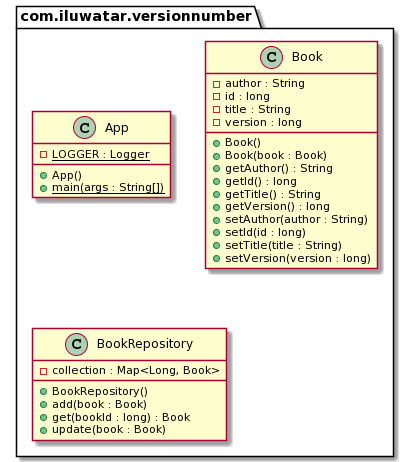 com.iluwatar.versionnumber
C Book
author : String
id : long
title : String
version : long
Book()
Book(book : Book)
getAuthor() : String
getId() : long
getTitle() : String
getVersion() : long
setAuthor(author : String)
setId(id : long)
setTitle(title : String)
setVersion(version : long)
C App
LOGGER : Logger
App()
main(args : String[])
C BookRepository
collection : Map<Long, Book>
BookRepository()
add(book : Book)
get(bookId : long) : Book
update(book : Book)